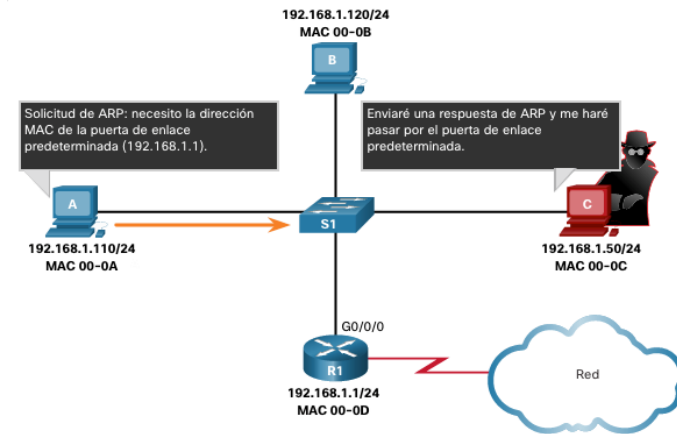 192.168.1.120/24
MAC 00-0B
B
Solicitud de ARP: necesito la dirección
MAC de la puerta de enlace
predeterminada (192.168.1.1).
Enviaré una respuesta de ARP y me haré
pasar por el puerta de enlace
predeterminada.
A
S1
C
192.168.1.110/24
MAC 00-0A
192.168.1.50/24
MAC 00-0C
G0/0/0
R1
Red
192.168.1.1/24
MAC 00-0D